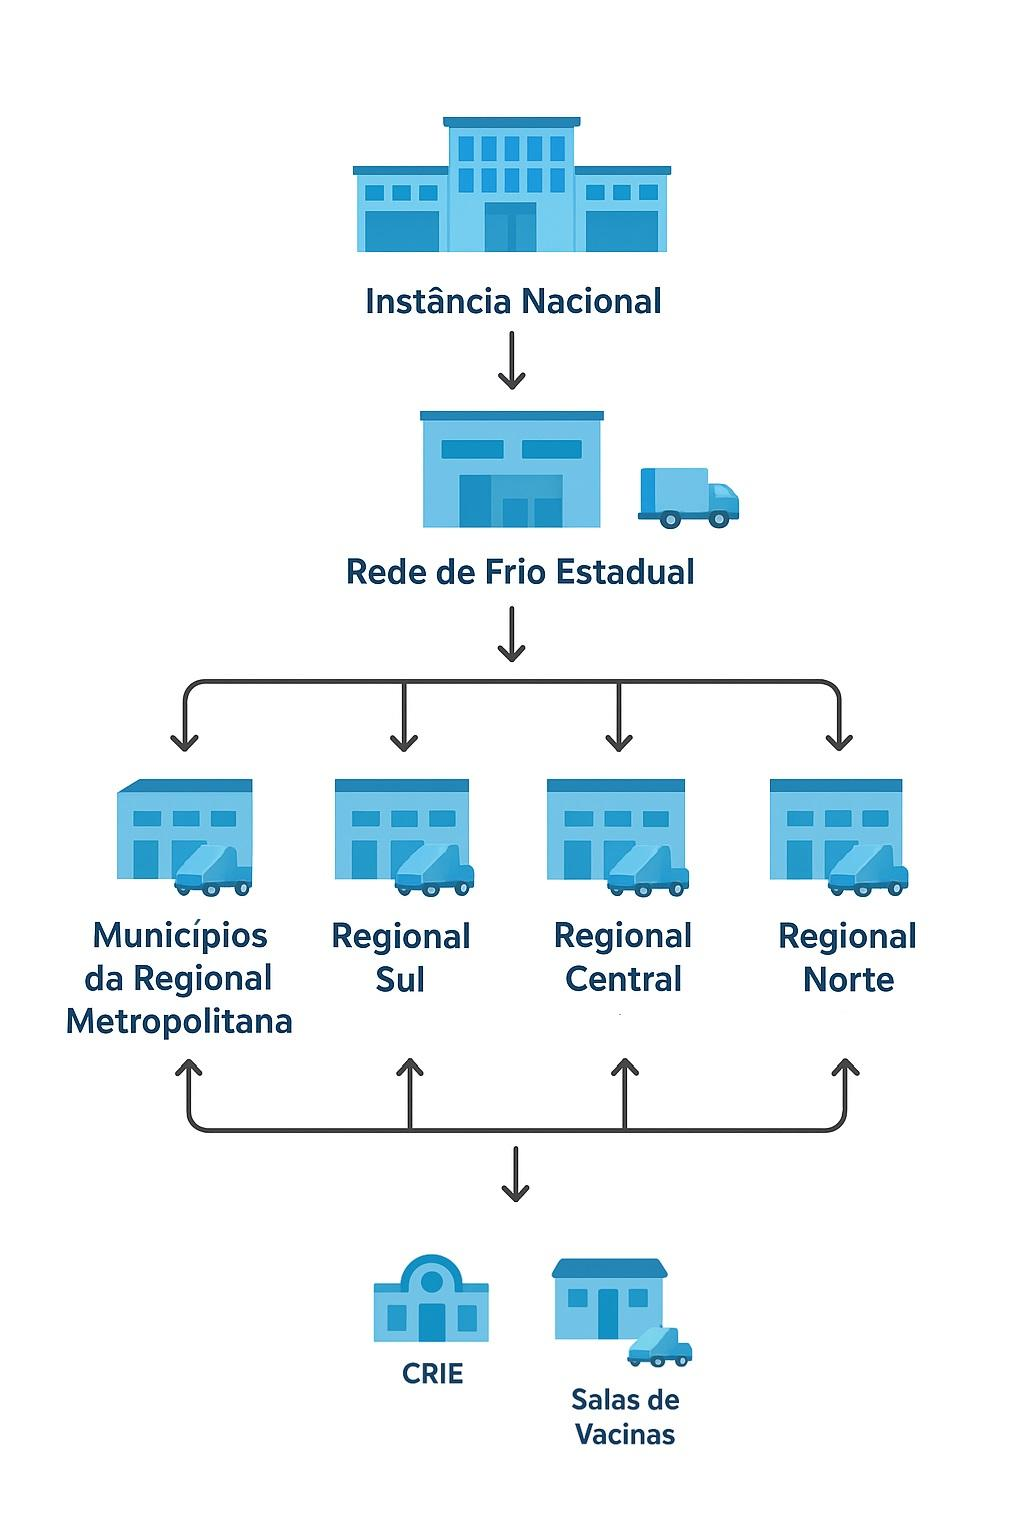 Instância Nacional
Rede de Frio Estadual
Municípios
da Regional
Metropolitana
Regional
Sul
Regional
Central
Regional
Norte
CRIE
Salas de
Vacinas